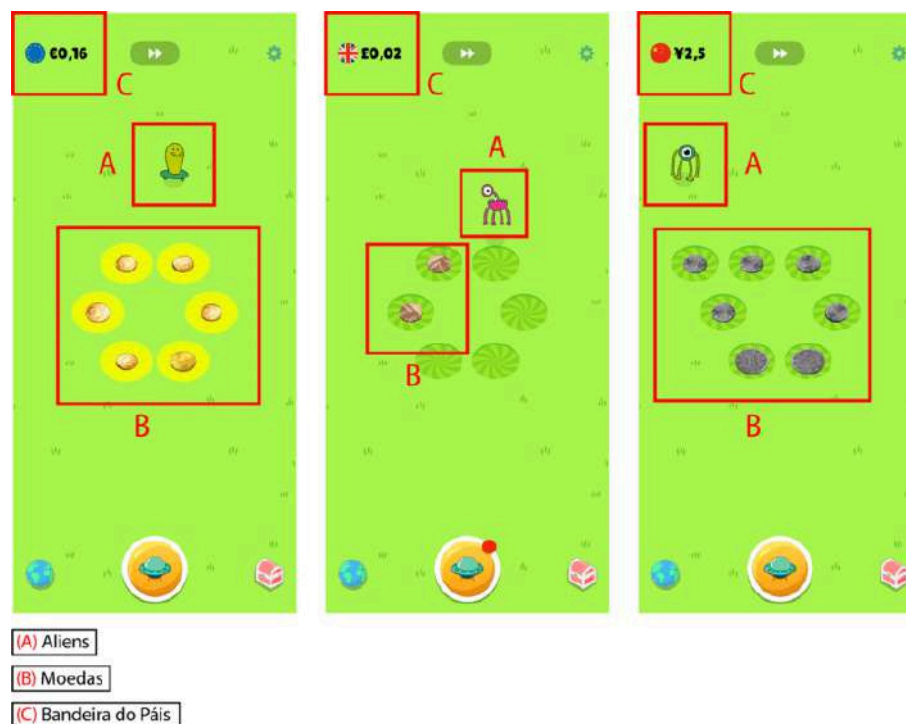 €0,16
£0,02
¥2,5
C
C
C
A
A
A
B
B
B
(A) Aliens
(B) Moedas
(C) Bandeira do Páis